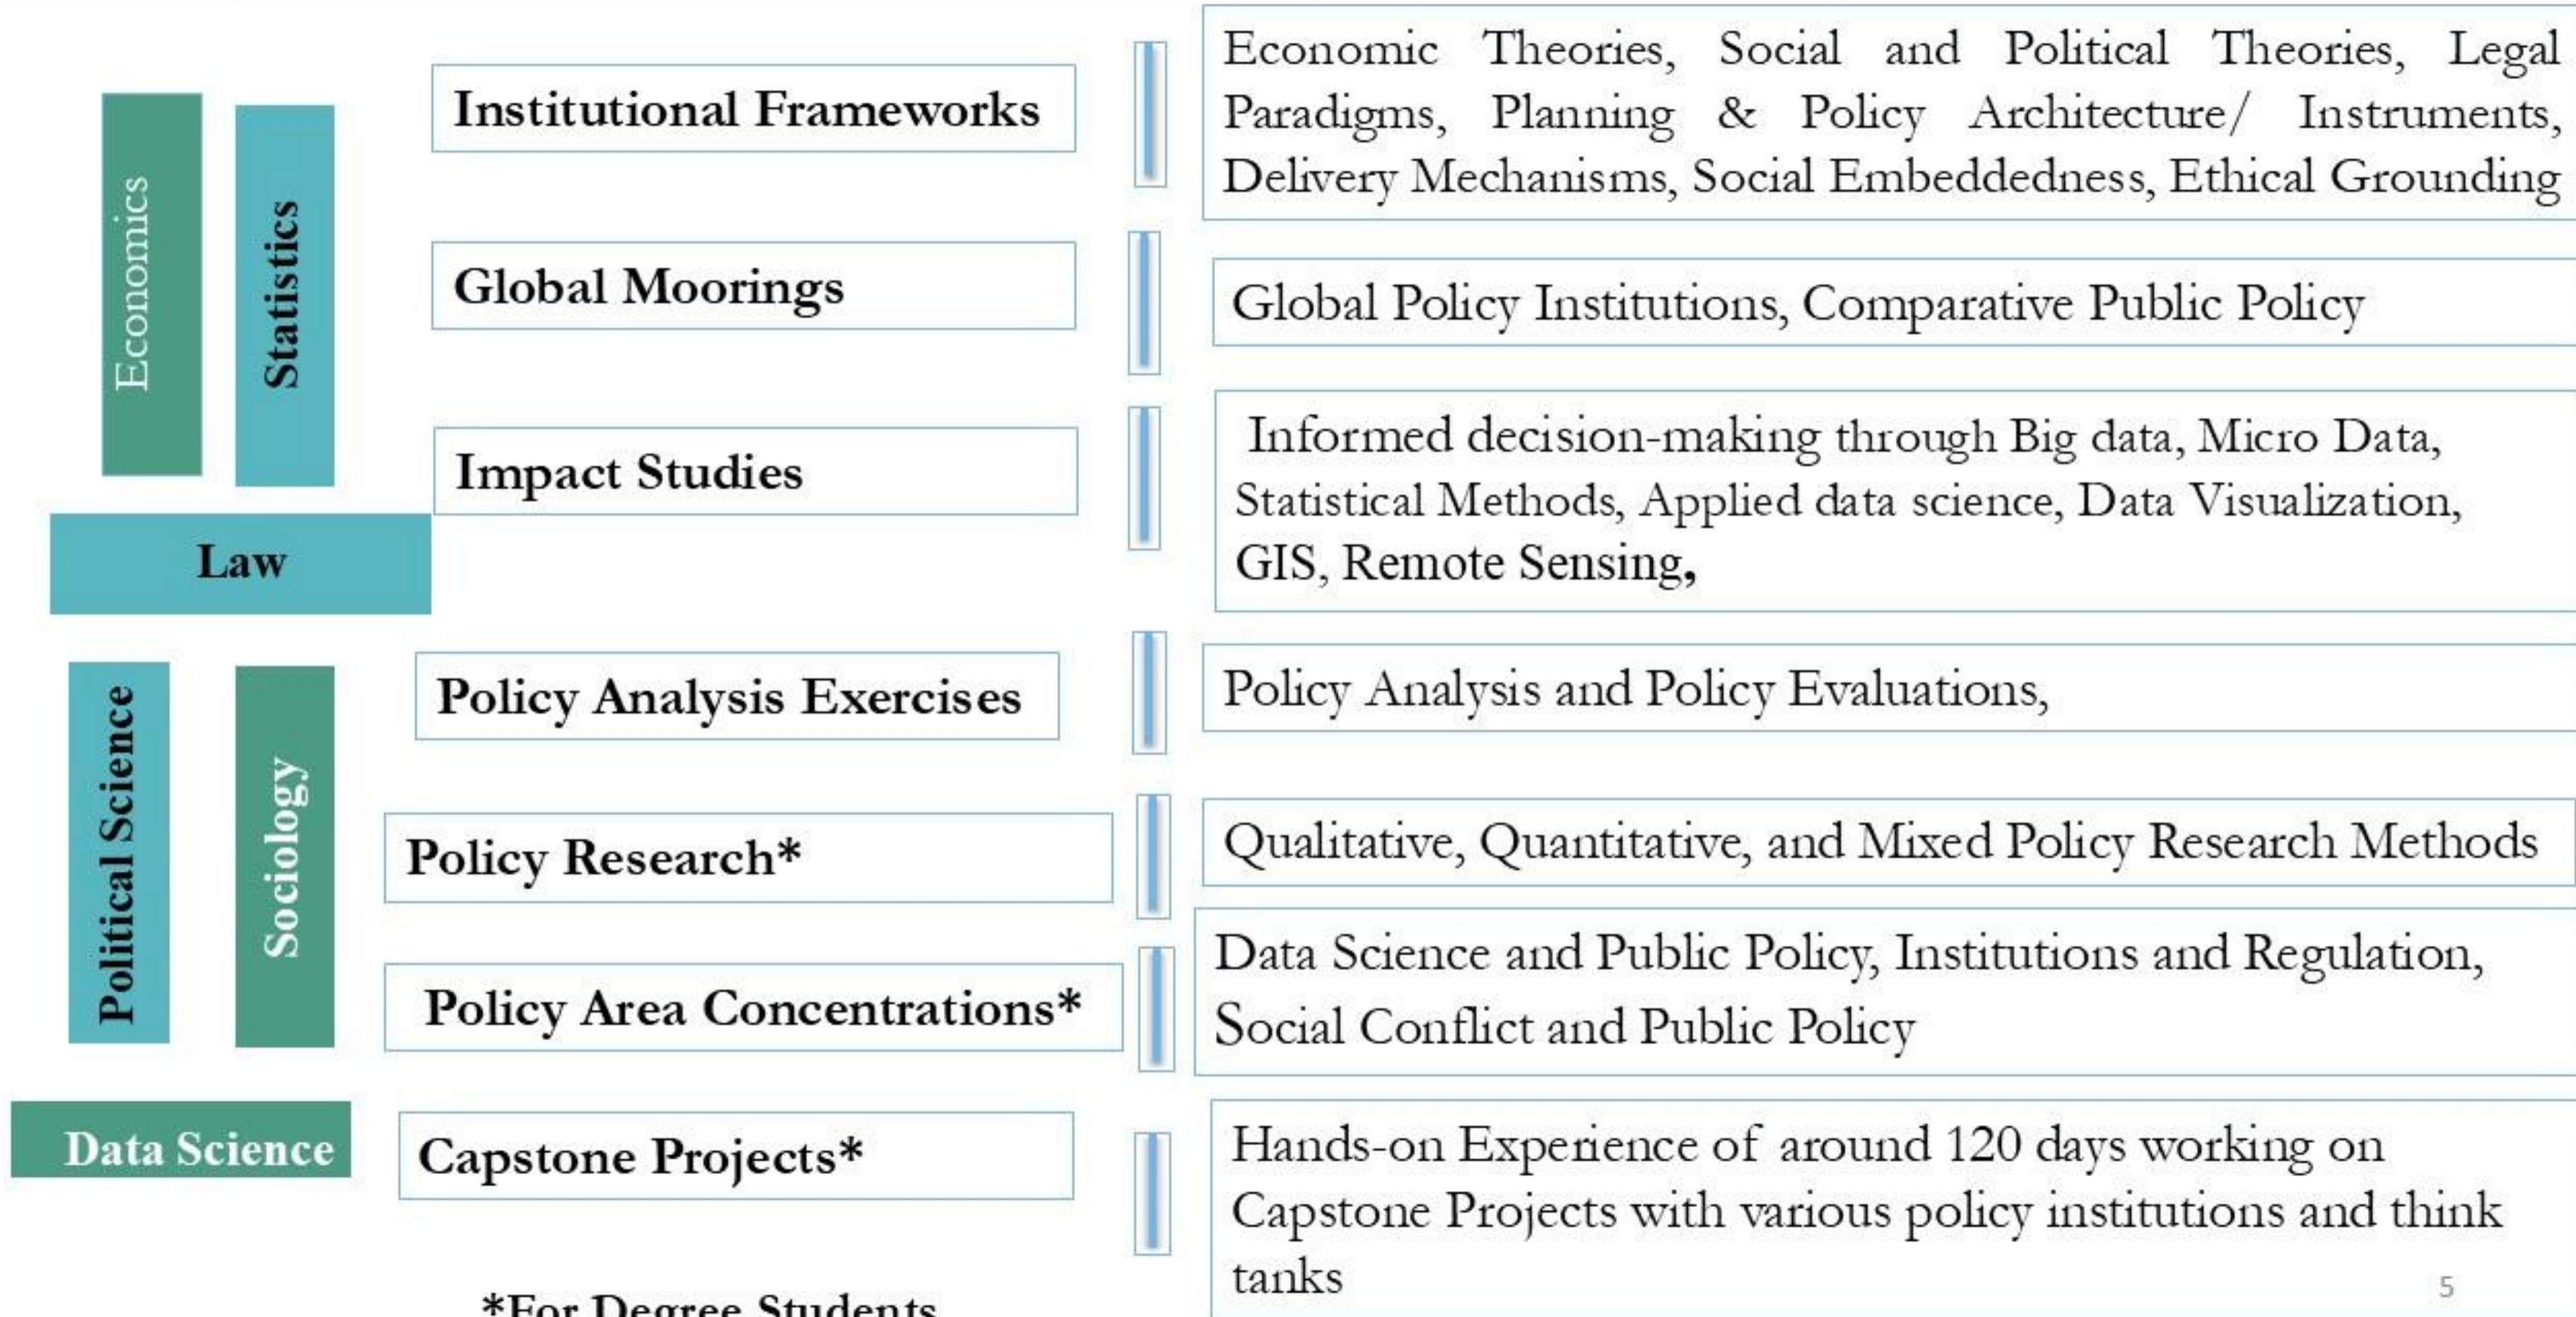 Economics
Statistics
Law
Political Science
Sociology
Data Science
Institutional Frameworks
Economic Theories, Social and Political Theories, Legal
Paradigms, Planning & Policy Architecture/ Instruments,
Delivery Mechanisms, Social Embeddedness, Ethical Grounding
Global Moorings
Global Policy Institutions, Comparative Public Policy
Impact Studies
Informed decision-making through Big data, Micro Data,
Statistical Methods, Applied data science, Data Visualization,
GIS, Remote Sensing,
Policy Analysis Exercises
Policy Analysis and Policy Evaluations,
Policy Research*
Qualitative, Quantitative, and Mixed Policy Research Methods
Policy Area Concentrations*
Data Science and Public Policy, Institutions and Regulation,
Social Conflict and Public Policy
Capstone Projects*
Hands-on Experience of around 120 days working on
Capstone Projects with various policy institutions and think
tanks
*For Degree Students
5